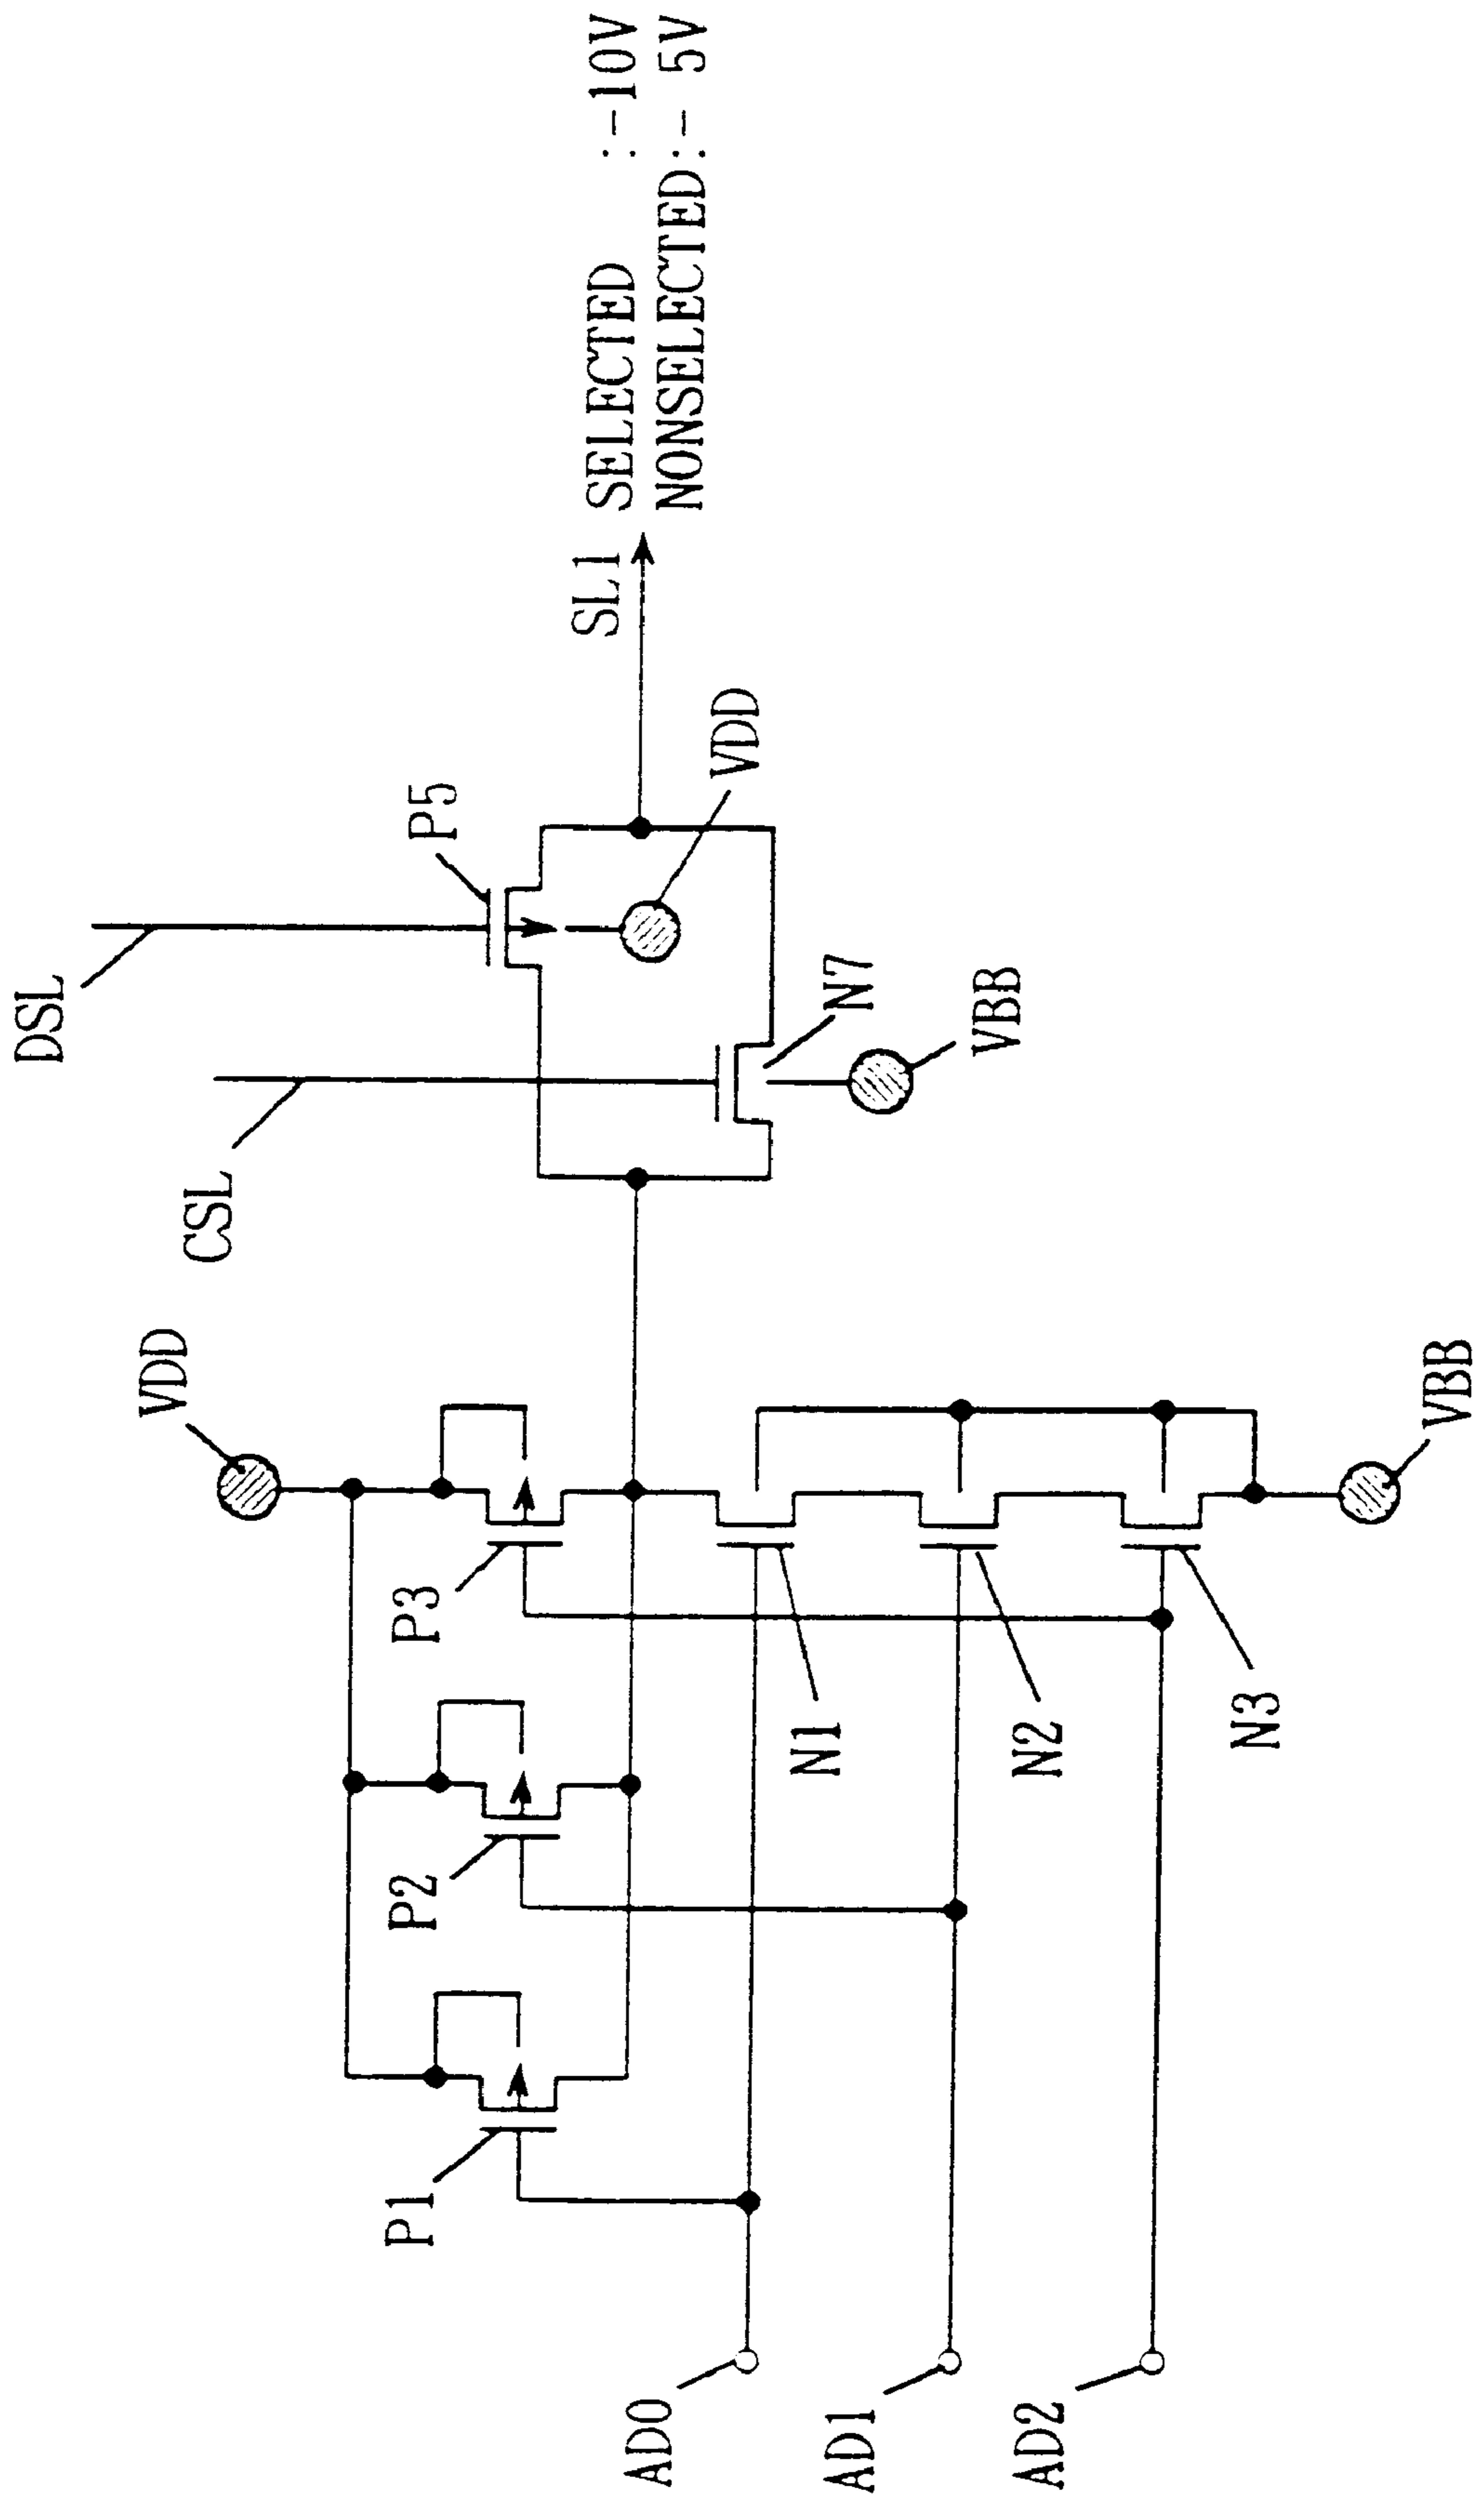 DSL
CSL
VDD
P5
SL1
SELECTED :-10V
NONSELECTED:- 5V
VDD
N7
VBB
P1
P2
P3
N1
N2
N3
VBB
AD0
AD1
AD2